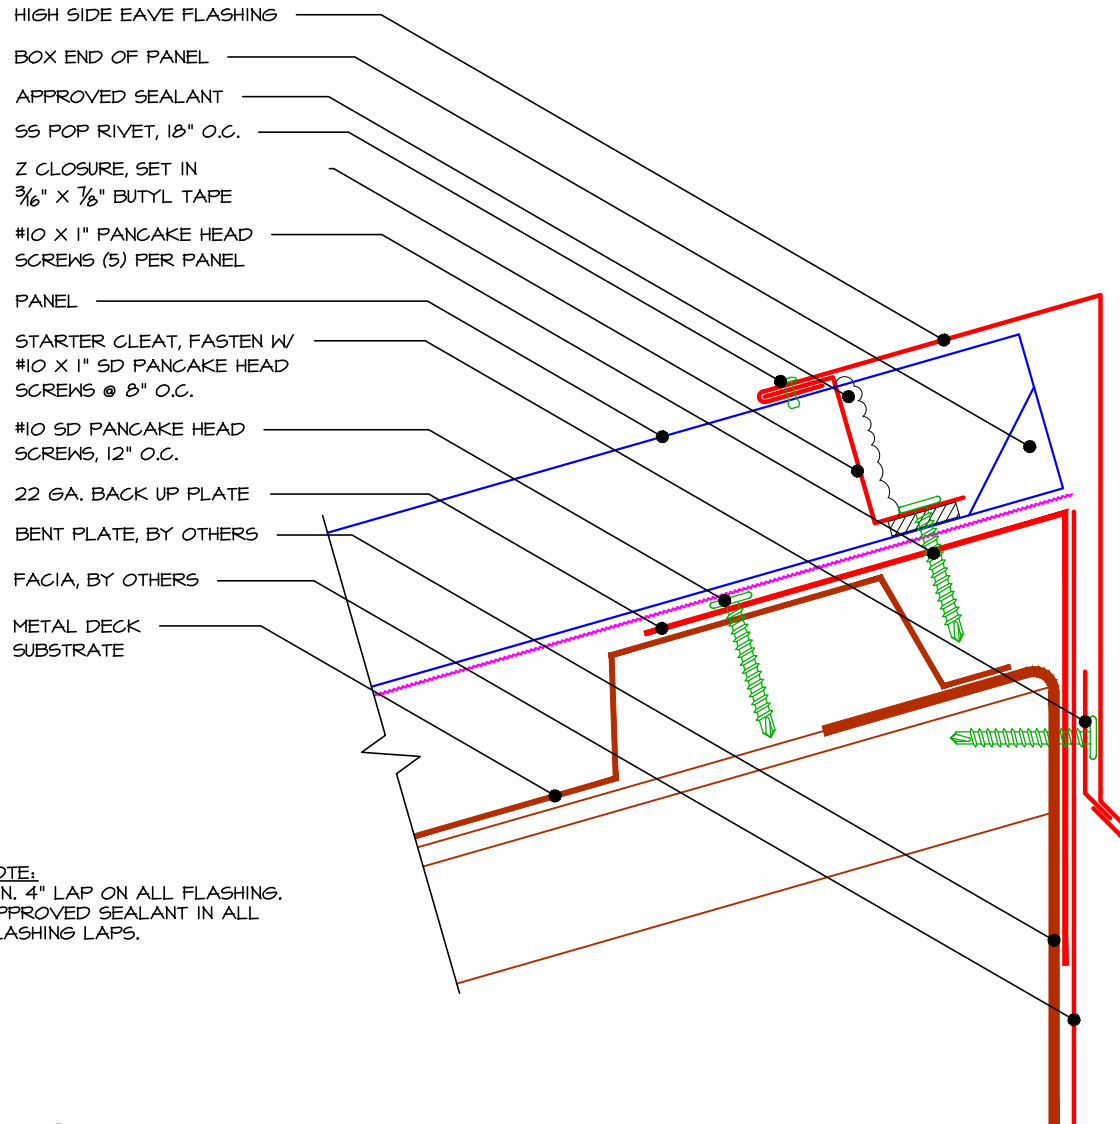 HIGH SIDE EAVE FLASHING
BOX END OF PANEL
APPROVED SEALANT
SS POP RIVET, 18" O.C.
Z CLOSURE, SET IN
3/16" X 7/8" BUTYL TAPE
#10 X 1" PANCAKE HEAD
SCREWS (5) PER PANEL
PANEL
STARTER CLEAT, FASTEN W/
#10 X 1" SD PANCAKE HEAD
SCREWS @ 8" O.C.
#10 SD PANCAKE HEAD
SCREWS, 12" O.C.
22 GA. BACK UP PLATE
BENT PLATE, BY OTHERS
FACIA, BY OTHERS
METAL DECK
SUBSTRATE
OTE:
N. 4" LAP ON ALL FLASHING.
PPROVED SEALANT IN ALL
LASHING LAPS.